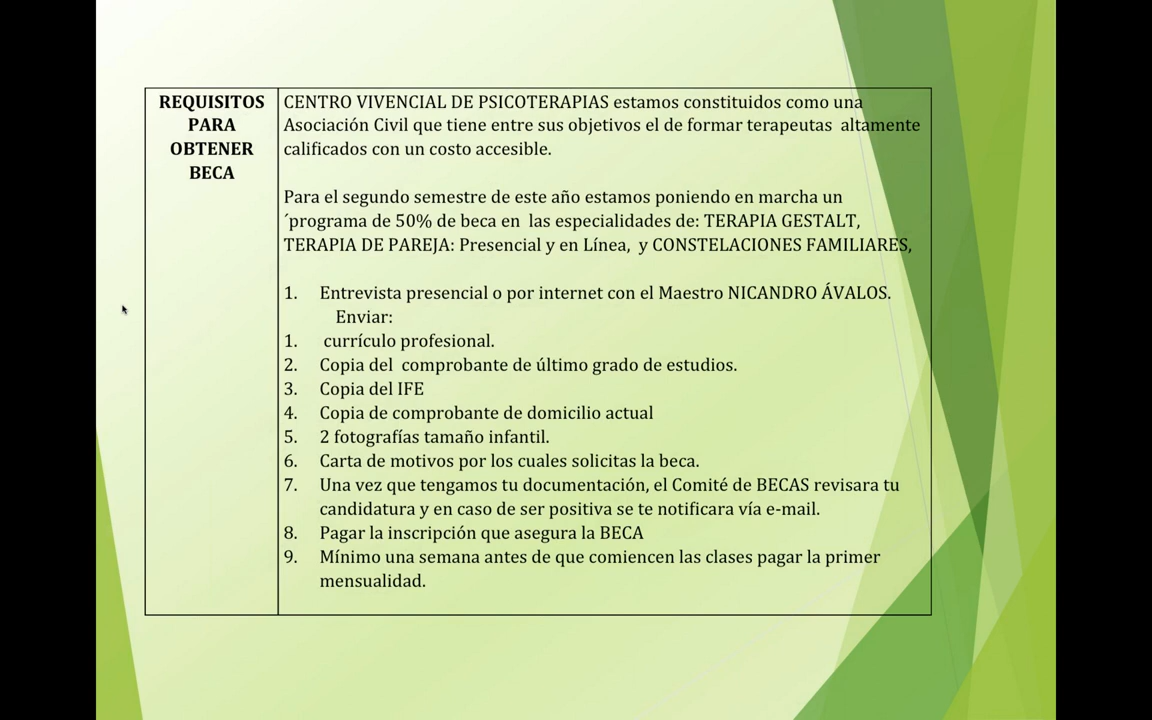 REQUISITOS
PARA
OBTENER
BECA
CENTRO VIVENCIAL DE PSICOTERAPIAS estamos constituidos como una
Asociación Civil que tiene entre sus objetivos el de formar terapeutas altamente
calificados con un costo accesible.
Para el segundo semestre de este año estamos poniendo en marcha un
´programa de 50% de beca en las especialidades de: TERAPIA GESTALT,
TERAPIA DE PAREJA: Presencial y en Línea, y CONSTELACIONES FAMILIARES,
1. Entrevista presencial o por internet con el Maestro NICANDRO ÁVALOS.
Enviar:
1. currículo profesional.
2. Copia del comprobante de último grado de estudios.
3. Copia del IFE
4. Copia de comprobante de domicilio actual
5. 2 fotografías tamaño infantil.
6. Carta de motivos por los cuales solicitas la beca.
7. Una vez que tengamos tu documentación, el Comité de BECAS revisara tu
candidatura y en caso de ser positiva se te notificara vía e-mail.
8. Pagar la inscripción que asegura la BECA
9. Mínimo una semana antes de que comiencen las clases pagar la primer
mensualidad.